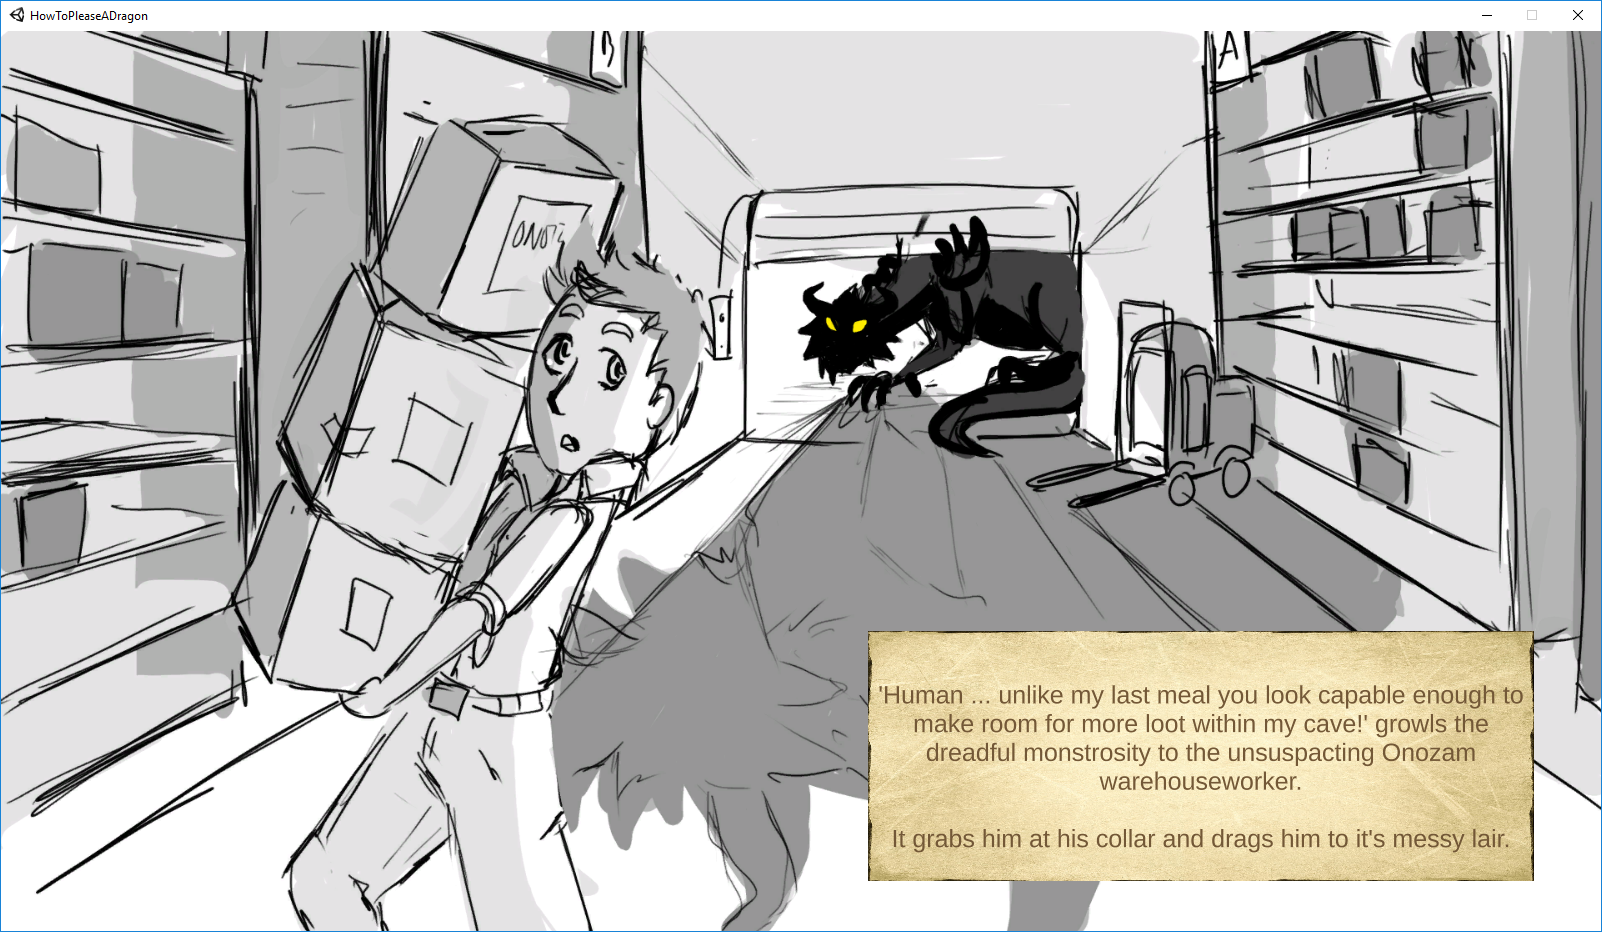 HowToPleaseADragon
B
A
ONOZ
'Human ... unlike my last meal you look capable enough to
make room for more loot within my cave!' growls the
dreadful monstrosity to the unsuspacting Onozam
warehouseworker.
It grabs him at his collar and drags him to it's messy lair.